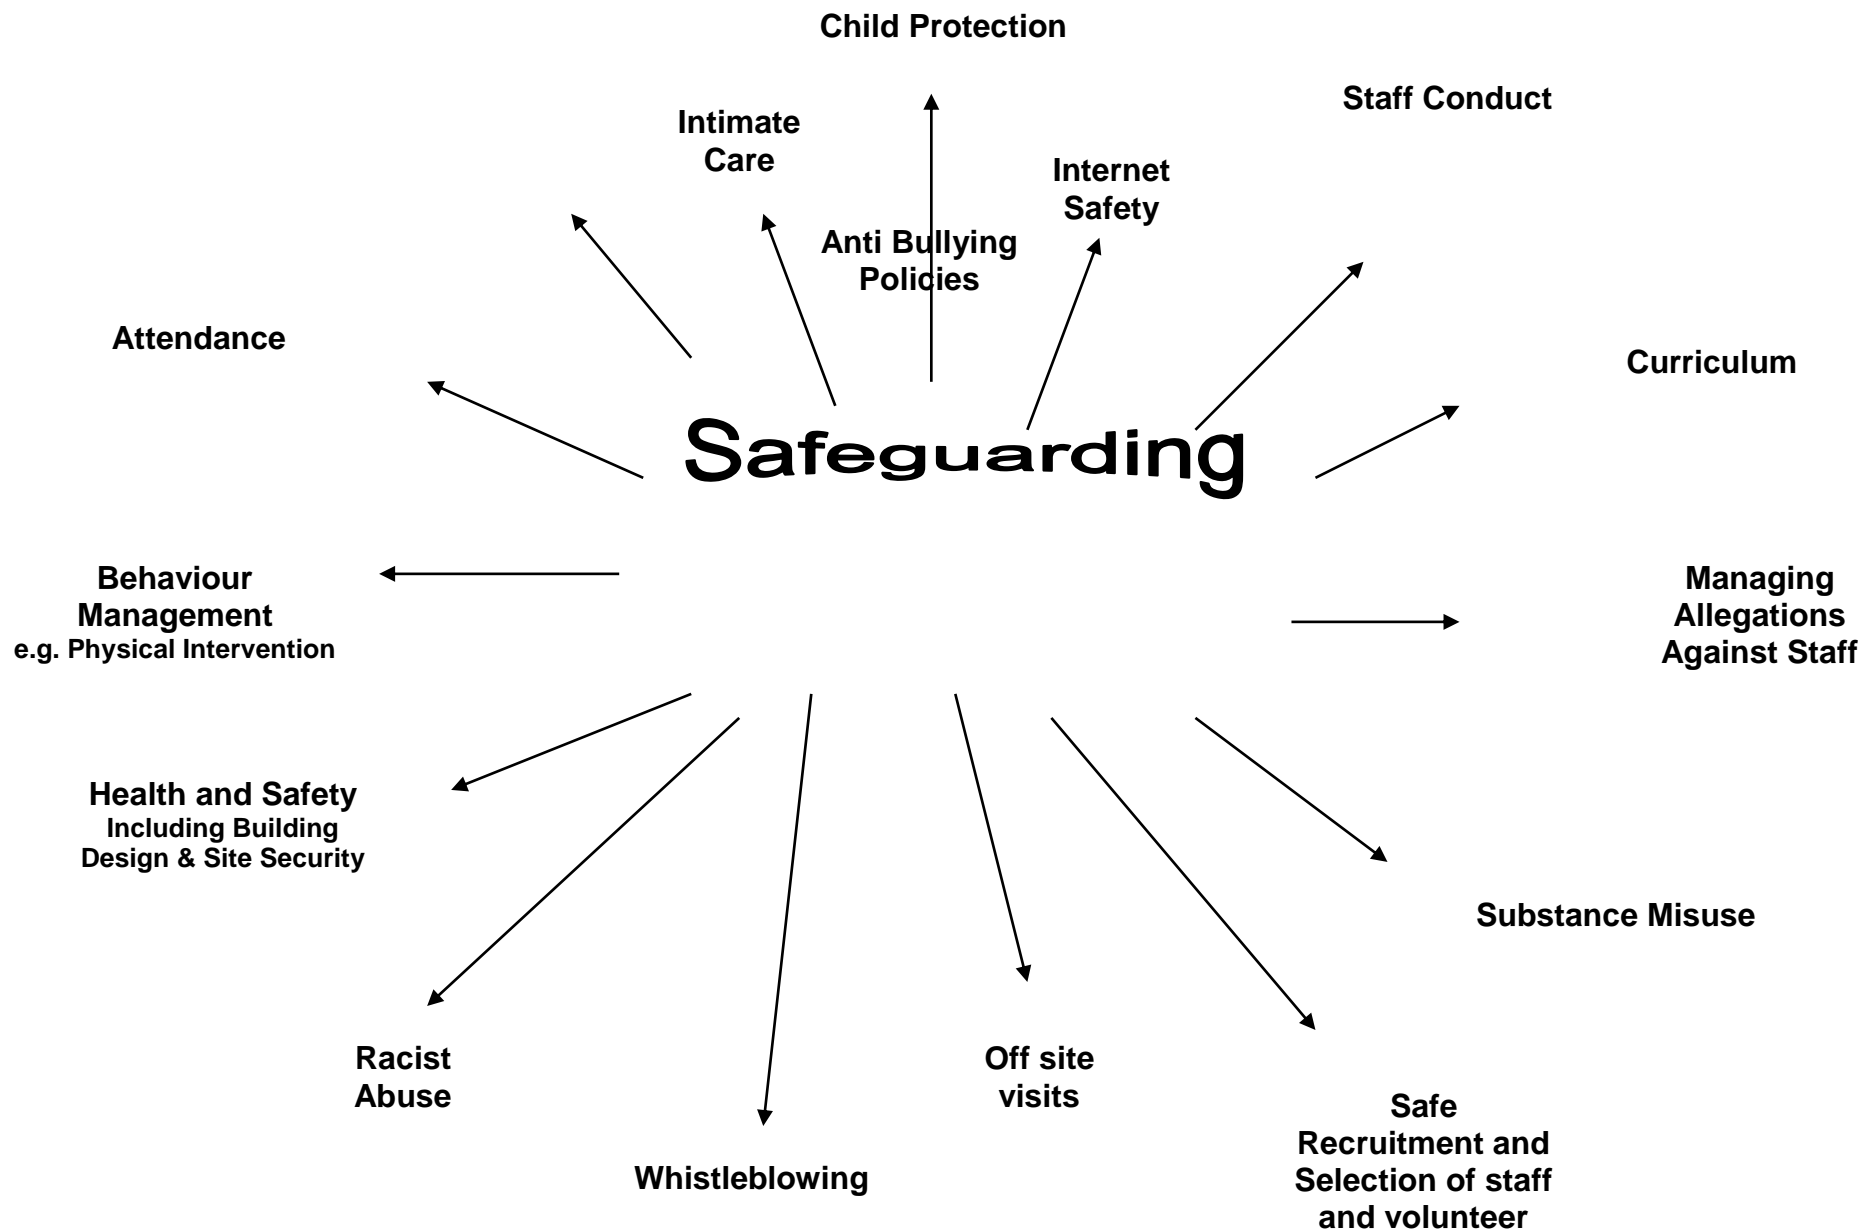 Child Protection
Staff Conduct
Intimate
Care
Internet
Safety
Anti Bullying
Policies
Attendance
Curriculum
Safeguarding
Behaviour
Management
e.g. Physical Intervention
Managing
Allegations
Against Staff
Health and Safety
Including Building
Design & Site Security
Substance Misuse
Racist
Abuse
Off site
visits
Whistleblowing
Safe
Recruitment and
Selection of staff
and volunteer